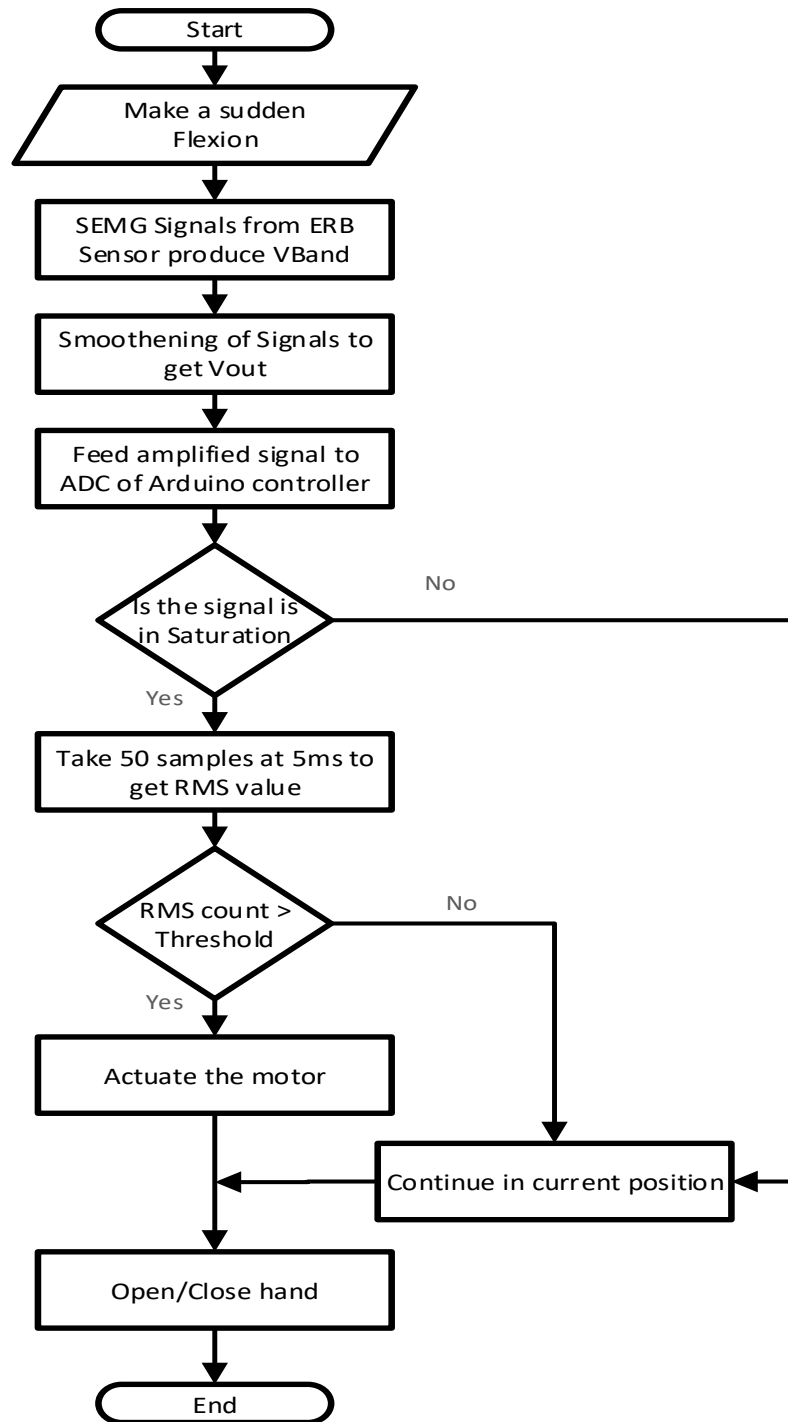 Start
Make a sudden
Flexion
SEMG Signals from ERB
Sensor produce VBand
Smoothening of Signals to
get Vout
Feed amplified signal to
ADC of Arduino controller
No
Is the signal is
in Saturation
Yes
Take 50 samples at 5ms to
get RMS value
No
RMS count >
Threshold
Yes
Actuate the motor
Continue in current position
Open/Close hand
End